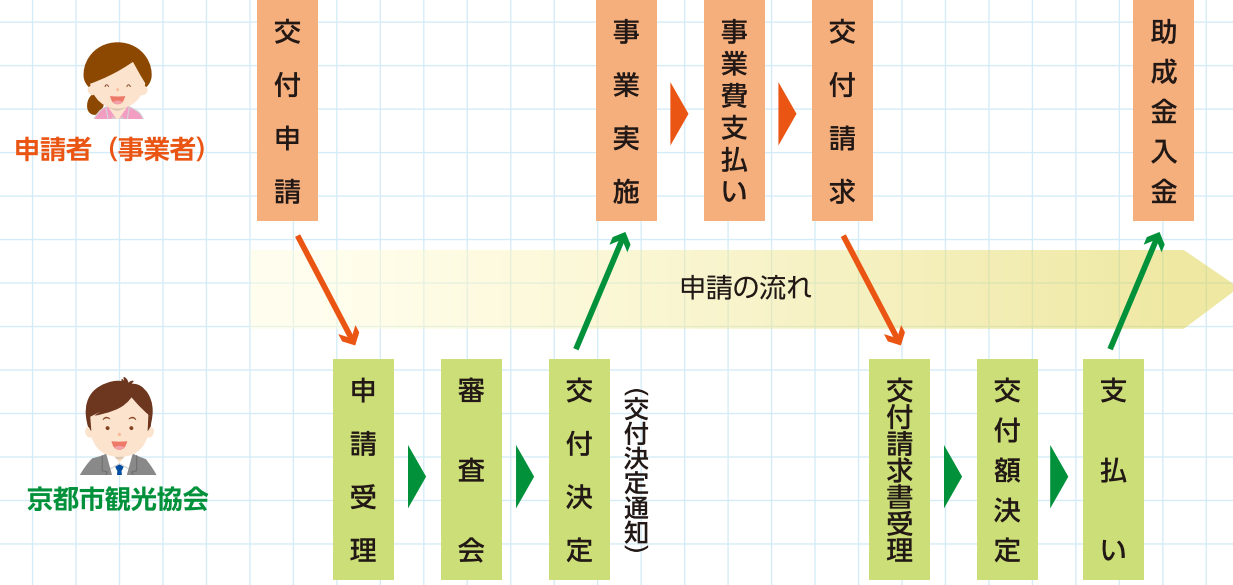 申請者（事業者）
交付申請
事業実施
事業費支払い
交付請求
助成金入金
申請の流れ
京都市観光協会
申請受理
審査会
交付決定
（交付決定通知）
交付請求書受理
交付額決定
支払い